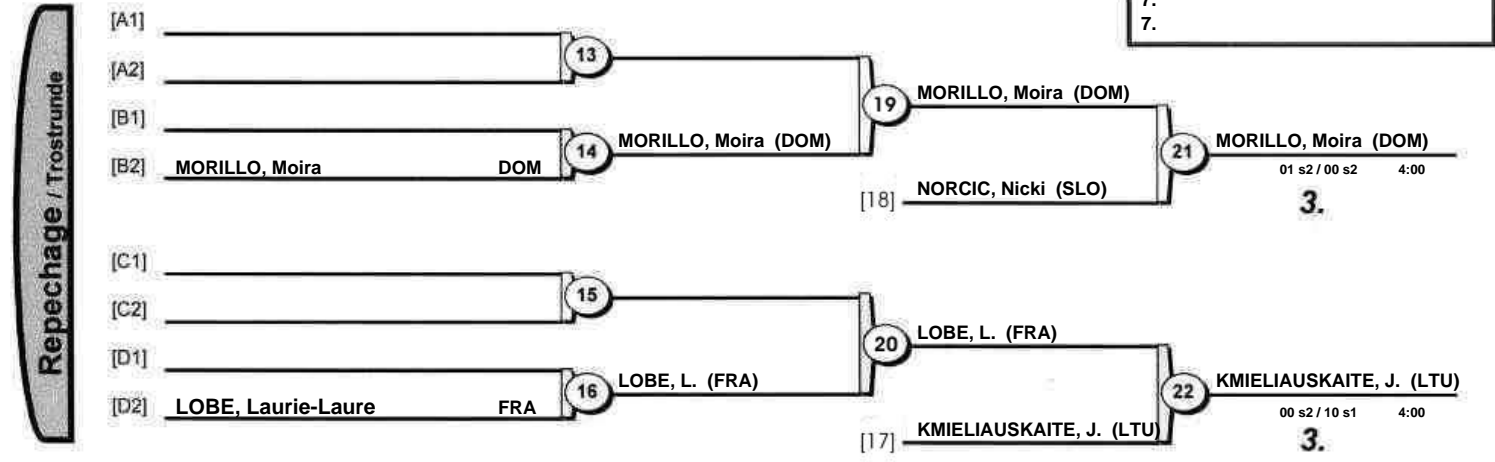 7.
7.
Repechage / Trostrunde
[A1]
13
[A2]
19
MORILLO, Moira (DOM)
[B1]
14
MORILLO, Moira (DOM)
21
MORILLO, Moira (DOM)
[B2] MORILLO, Moira DOM
01 s2 / 00 s2 4:00
[18] NORCIC, Nicki (SLO)
3.
[C1]
15
[C2]
20
LOBE, L. (FRA)
[D1]
16
LOBE, L. (FRA)
22
KMIELIAUSKAITE, J. (LTU)
[D2] LOBE, Laurie-Laure FRA
00 s2 / 10 s1 4:00
[17] KMIELIAUSKAITE, J. (LTU)
3.